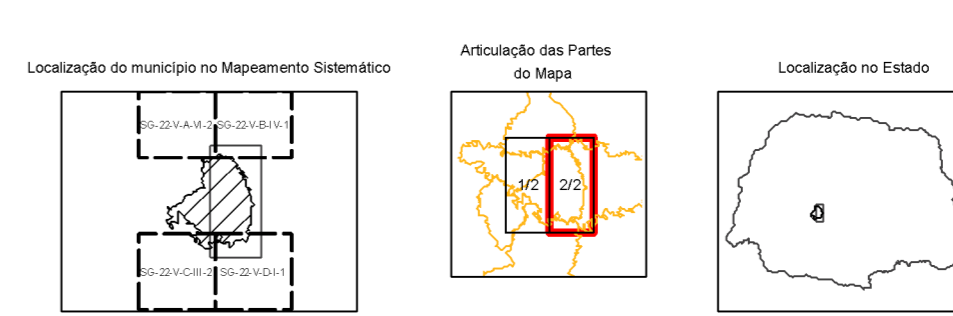 Localização do município no Mapeamento Sistemático
SG-22-V-A-VI-2
SG-22-V-B-IV-1
SG-22-V-C-III-2
SG-22-V-D-I-1
Articulação das Partes
do Mapa
1/2
2/2
Localização no Estado